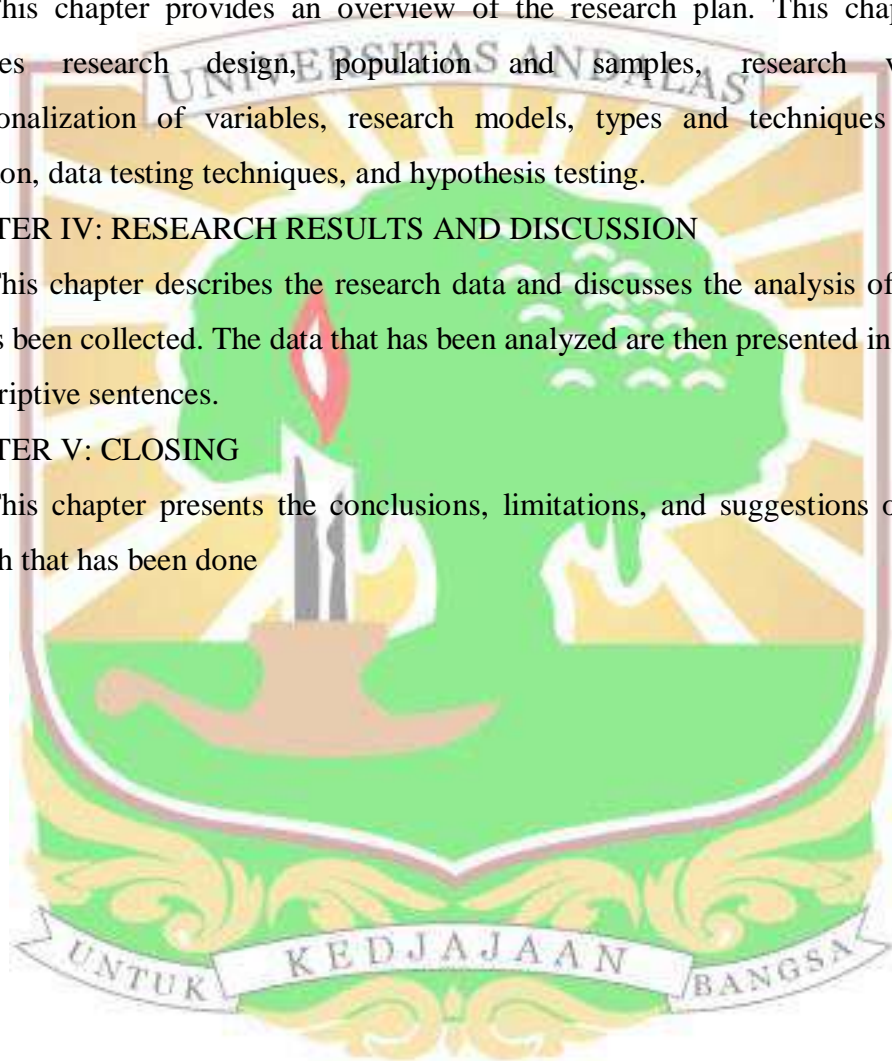 This chapter provides an overview of the research plan. This chap
es research design, population and samples, research v
UNIVERSITAS ANDALAS
onalization of variables, research models, types and techniques
on, data testing techniques, and hypothesis testing.
TER IV: RESEARCH RESULTS AND DISCUSSION
This chapter describes the research data and discusses the analysis of
s been collected. The data that has been analyzed are then presented in
riptive sentences.
TER V: CLOSING
This chapter presents the conclusions, limitations, and suggestions o
h that has been done
UNTUK KEDJAJAAN BANGSA